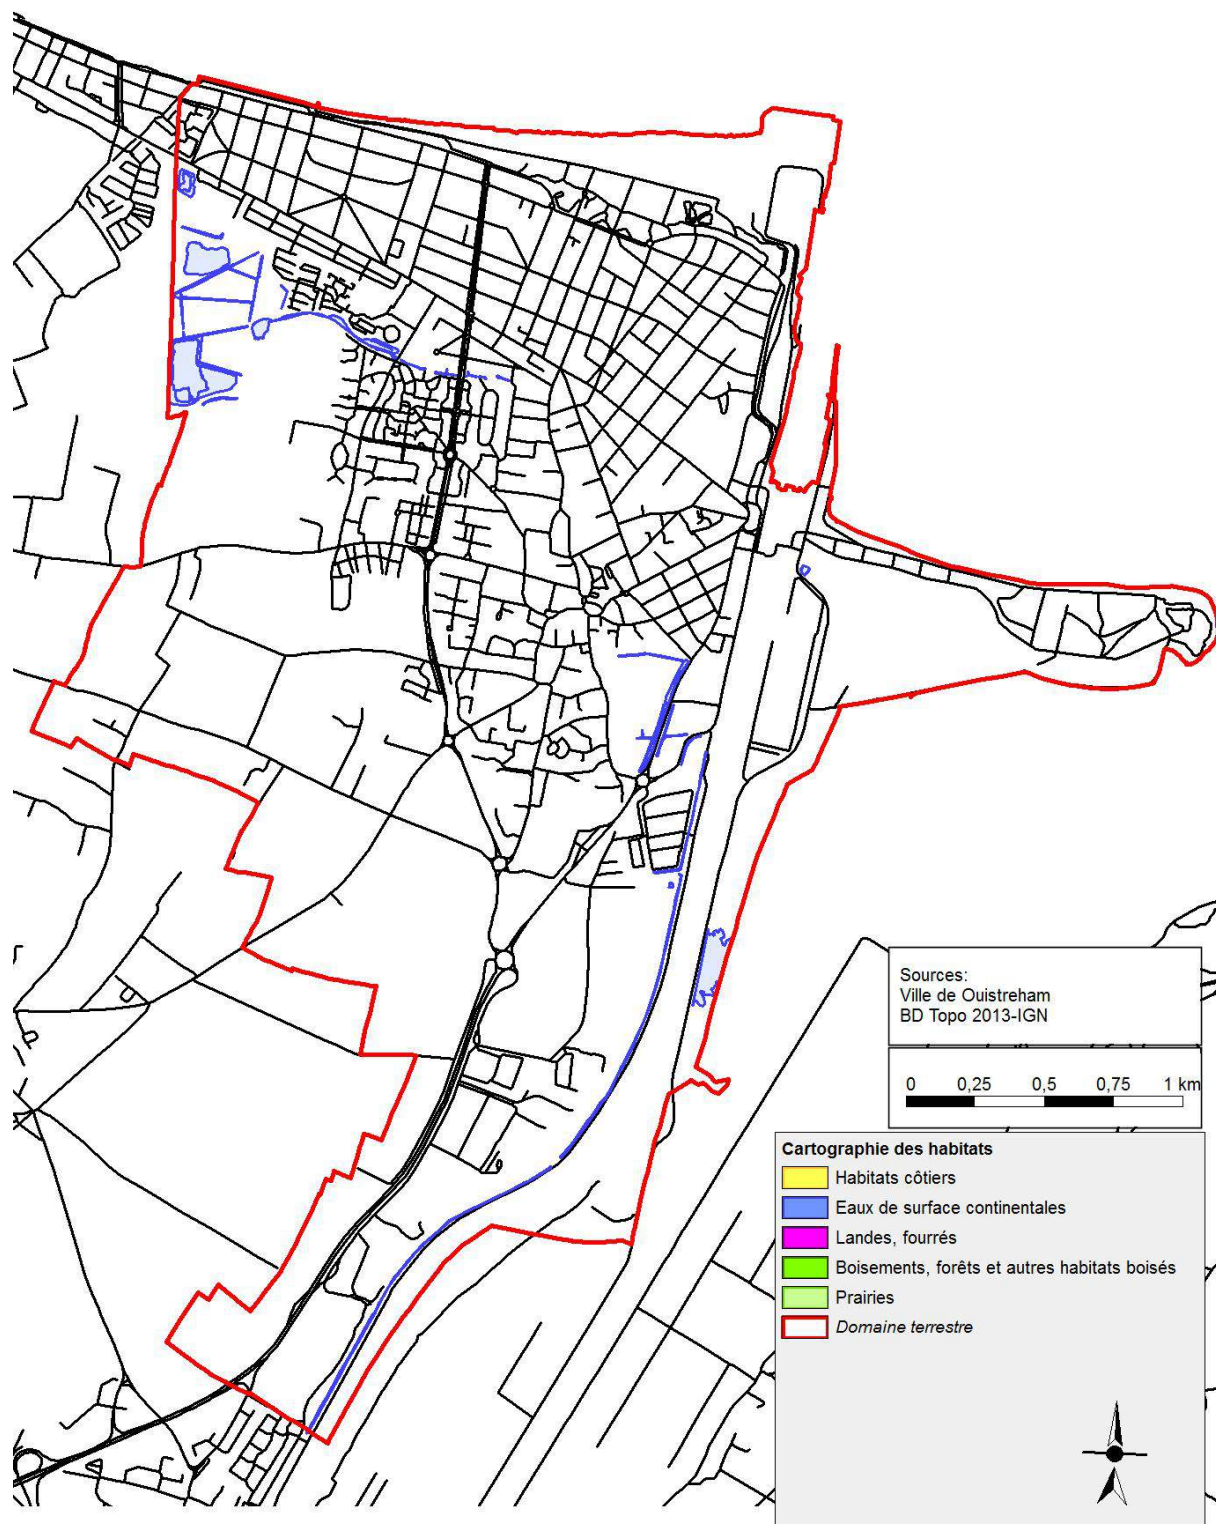 Sources:
Ville de Ouistreham
BD Topo 2013-IGN
0 0,25 0,5 0,75 1 km
Cartographie des habitats
Habitats côtiers
Eaux de surface continentales
Landes, fourrés
Boisements, forêts et autres habitats boisés
Prairies
Domaine terrestre